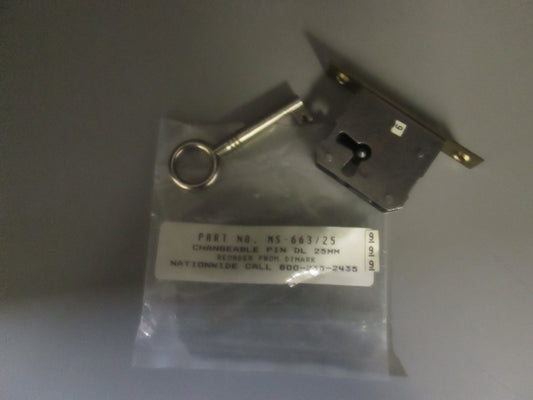 PART NO. MS-663/25
CHANGEABLE PIN DL 25MM
REORDER FROM DIMARK
NATIONWIDE CALL 800-2435